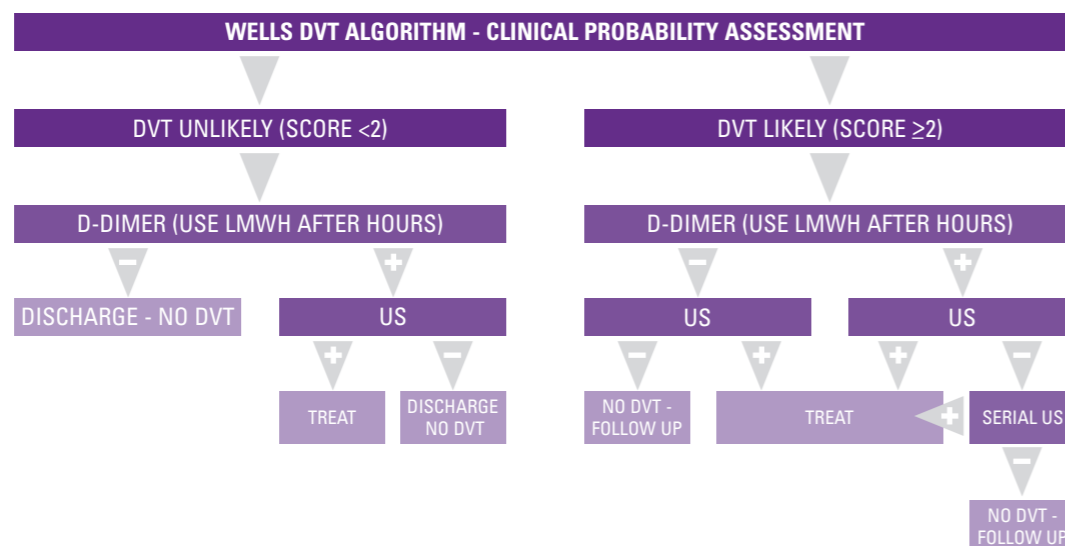 WELLS DVT ALGORITHM - CLINICAL PROBABILITY ASSESSMENT
DVT UNLIKELY (SCORE <2)
DVT LIKELY (SCORE ≥2)
D-DIMER (USE LMWH AFTER HOURS)
D-DIMER (USE LMWH AFTER HOURS)
−
+
−
+
DISCHARGE - NO DVT
US
US
US
+
−
−
+
+
−
TREAT
DISCHARGE
NO DVT
NO DVT -
FOLLOW UP
TREAT
+
SERIAL US
−
NO DVT -
FOLLOW UP